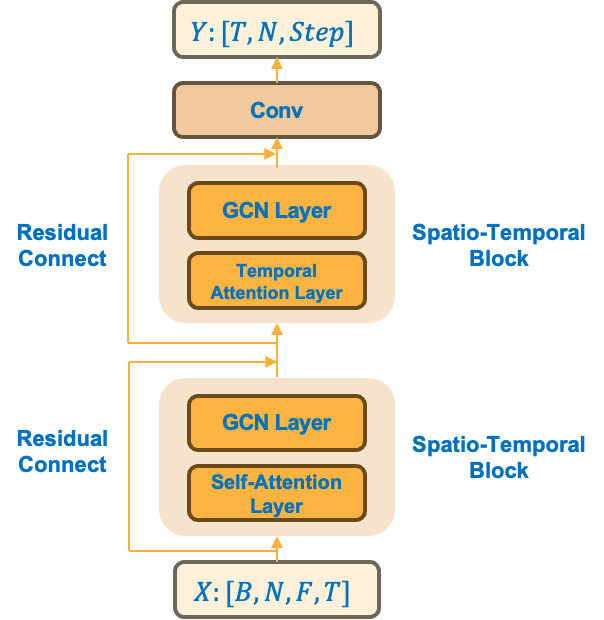 Y: [T, N, Step]
Conv
GCN Layer
Residual
Connect
Spatio-Temporal
Block
Temporal
Attention Layer
GCN Layer
Residual
Connect
Spatio-Temporal
Block
Self-Attention
Layer
X: [B, N, F, T]